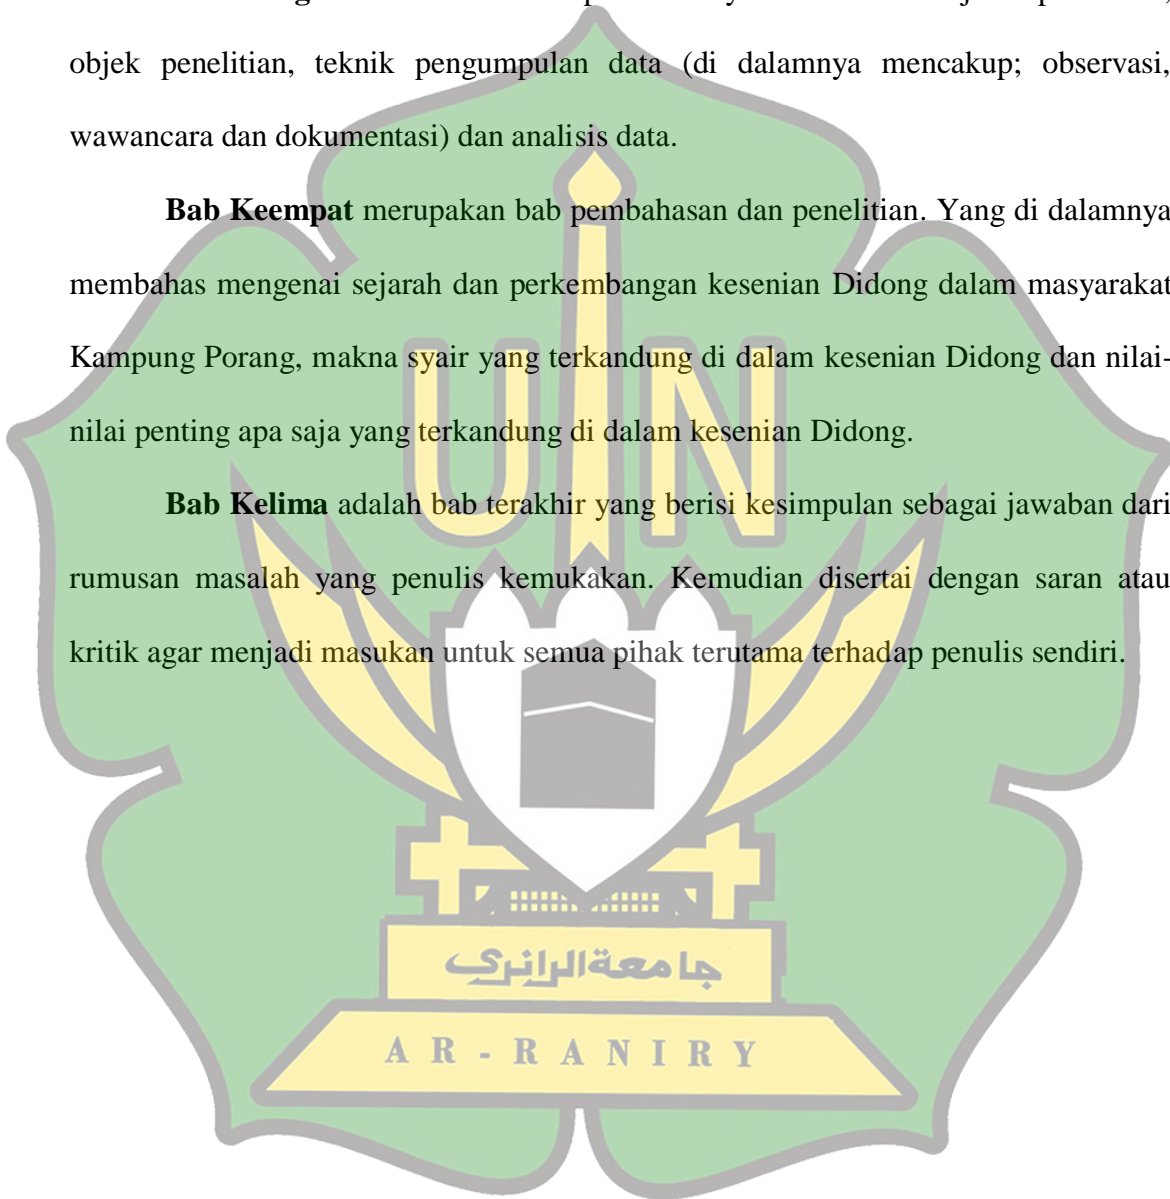 objek penelitian, teknik pengumpulan data (di dalamnya mencakup; observasi,
wawancara dan dokumentasi) dan analisis data.
Bab Keempat merupakan bab pembahasan dan penelitian. Yang di dalamnya
membahas mengenai sejarah dan perkembangan kesenian Didong dalam masyarakat
Kampung Porang, makna syair yang terkandung di dalam kesenian Didong dan nilai-
nilai penting apa saja yang terkandung di dalam kesenian Didong.
Bab Kelima adalah bab terakhir yang berisi kesimpulan sebagai jawaban dari
rumusan masalah yang penulis kemukakan. Kemudian disertai dengan saran atau
kritik agar menjadi masukan untuk semua pihak terutama terhadap penulis sendiri.
UIN
جامعة الرانري
AR-RANIRY